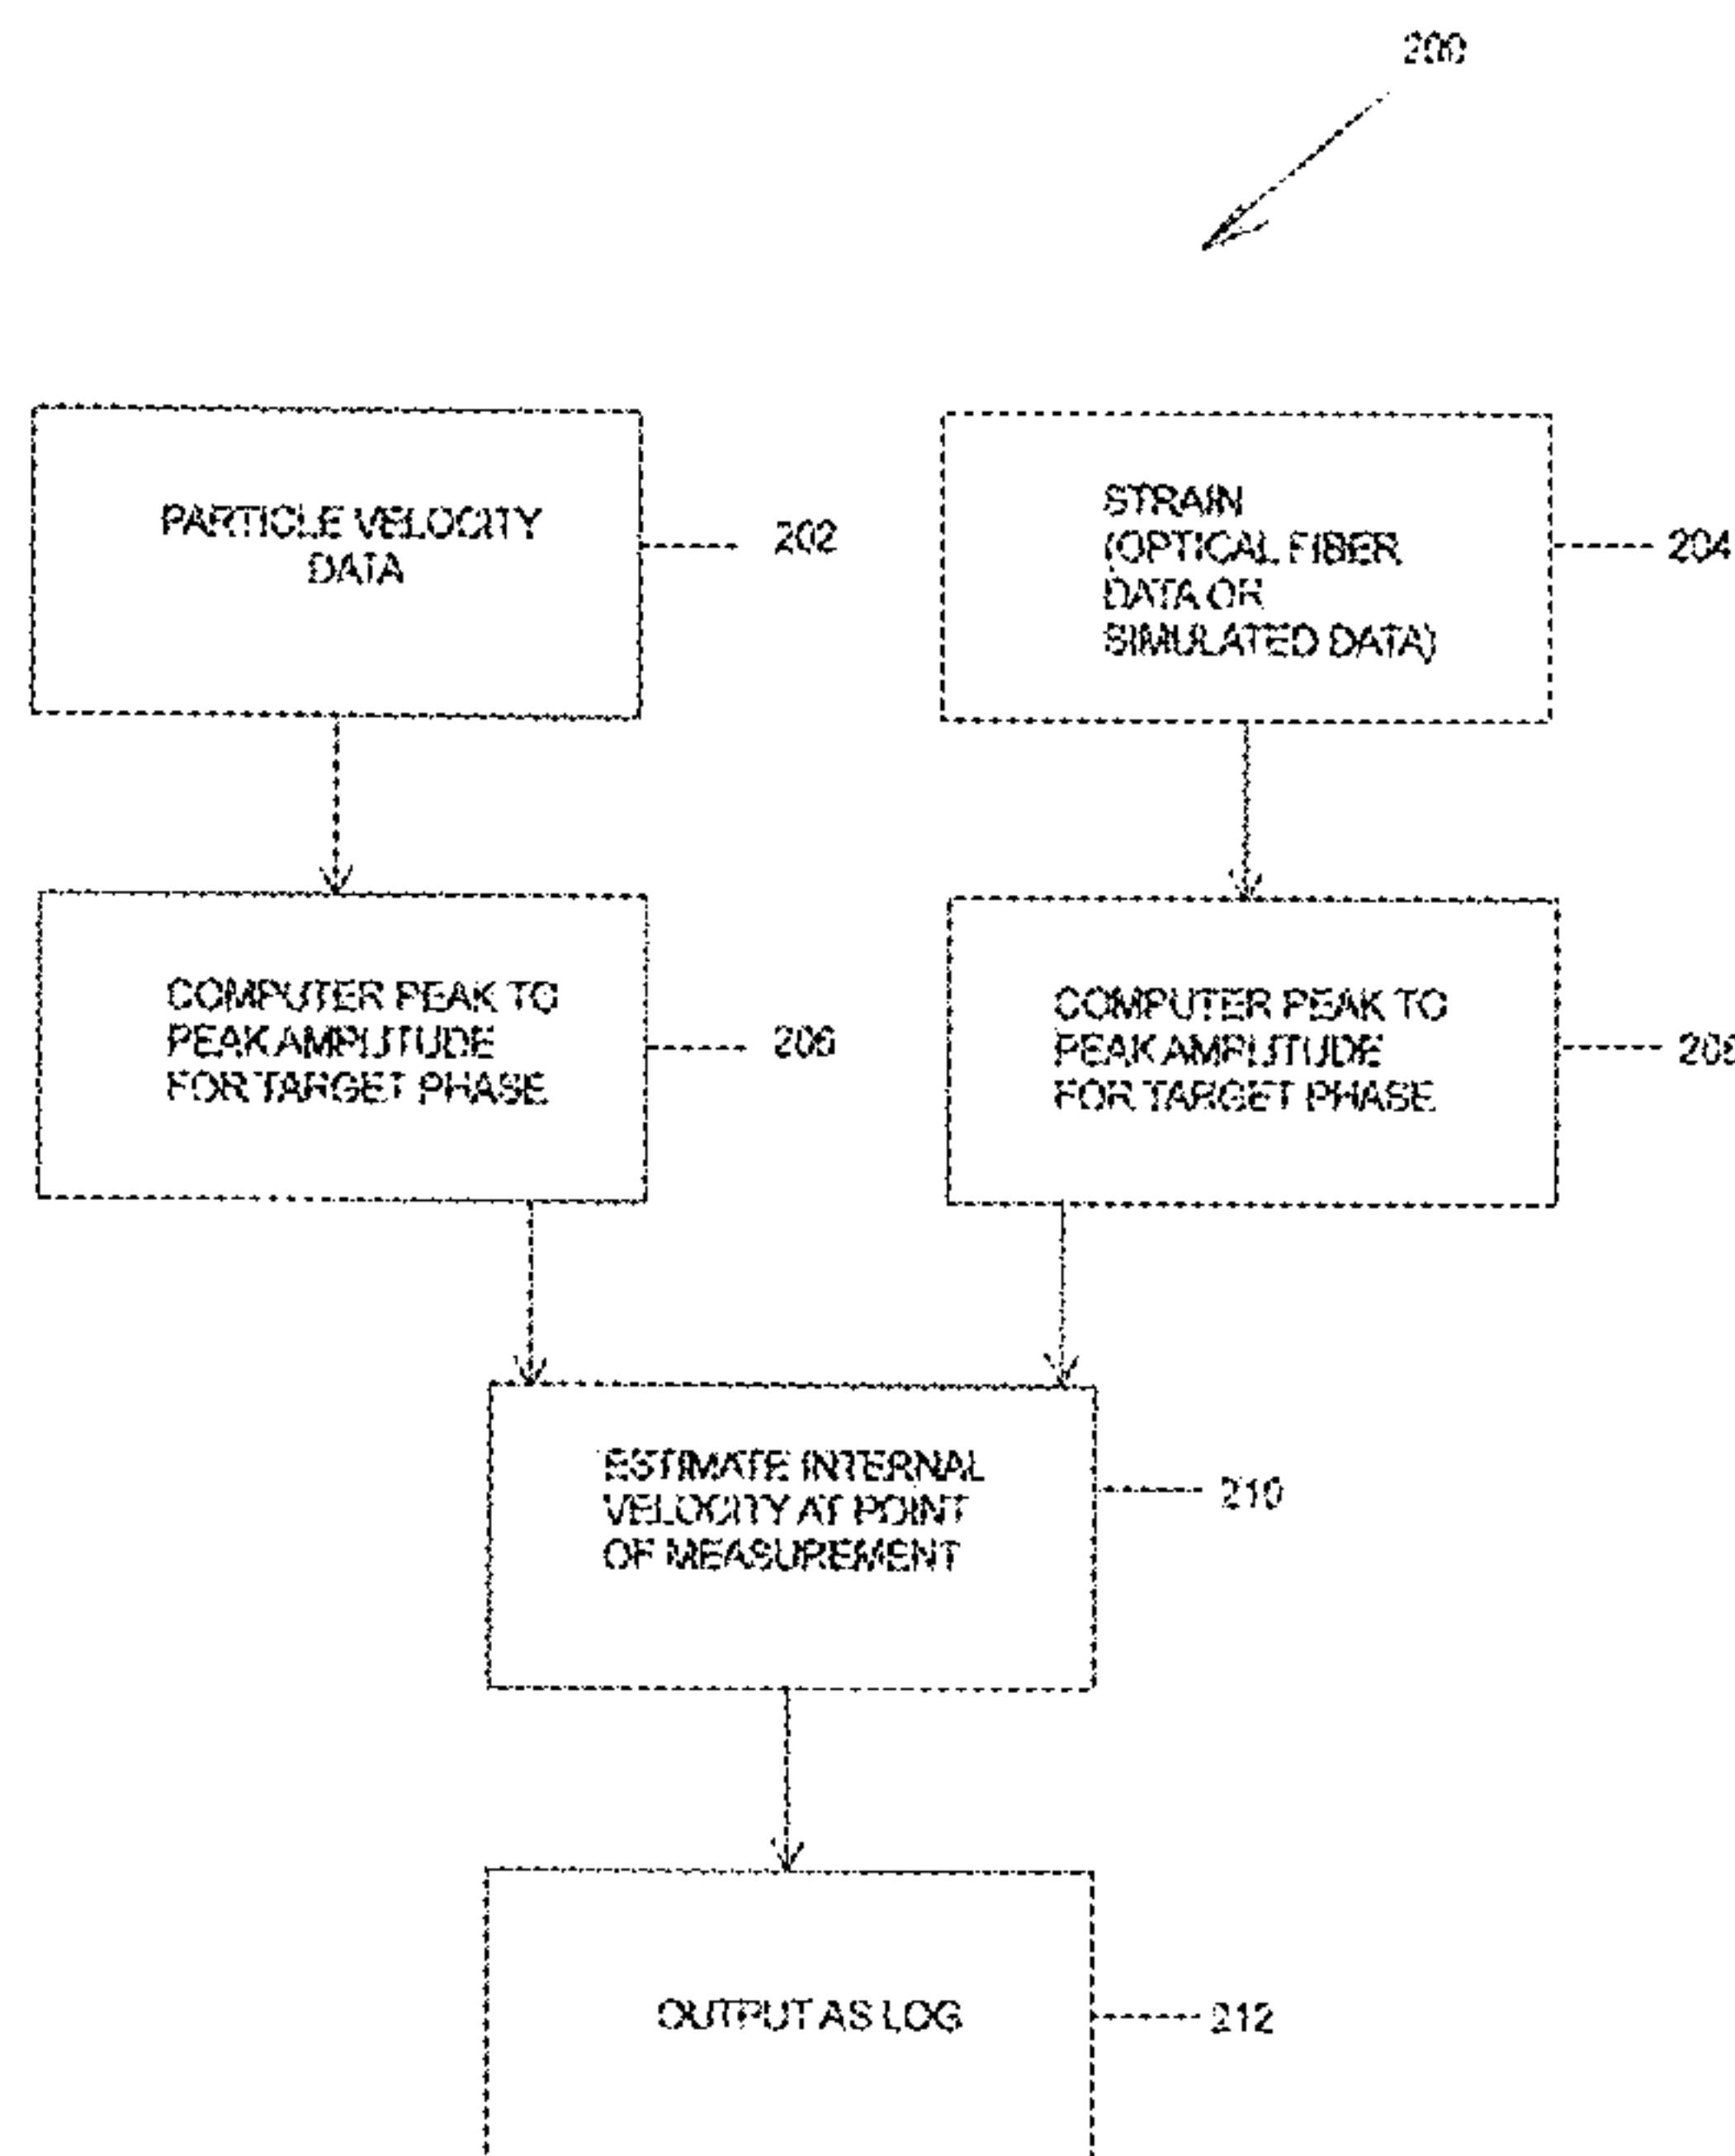 200
PARTICLE VELOCITY
DATA
202
STRAIN
(OPTICAL FIBER
DATA OR
SIMULATED DATA)
204
COMPUTER PEAK TO
PEAK AMPLITUDE
FOR TARGET PHASE
206
COMPUTER PEAK TO
PEAK AMPLITUDE
FOR TARGET PHASE
208
ESTIMATE INTERNAL
VELOCITY AT POINT
OF MEASUREMENT
210
OUTPUT AS LOG
212